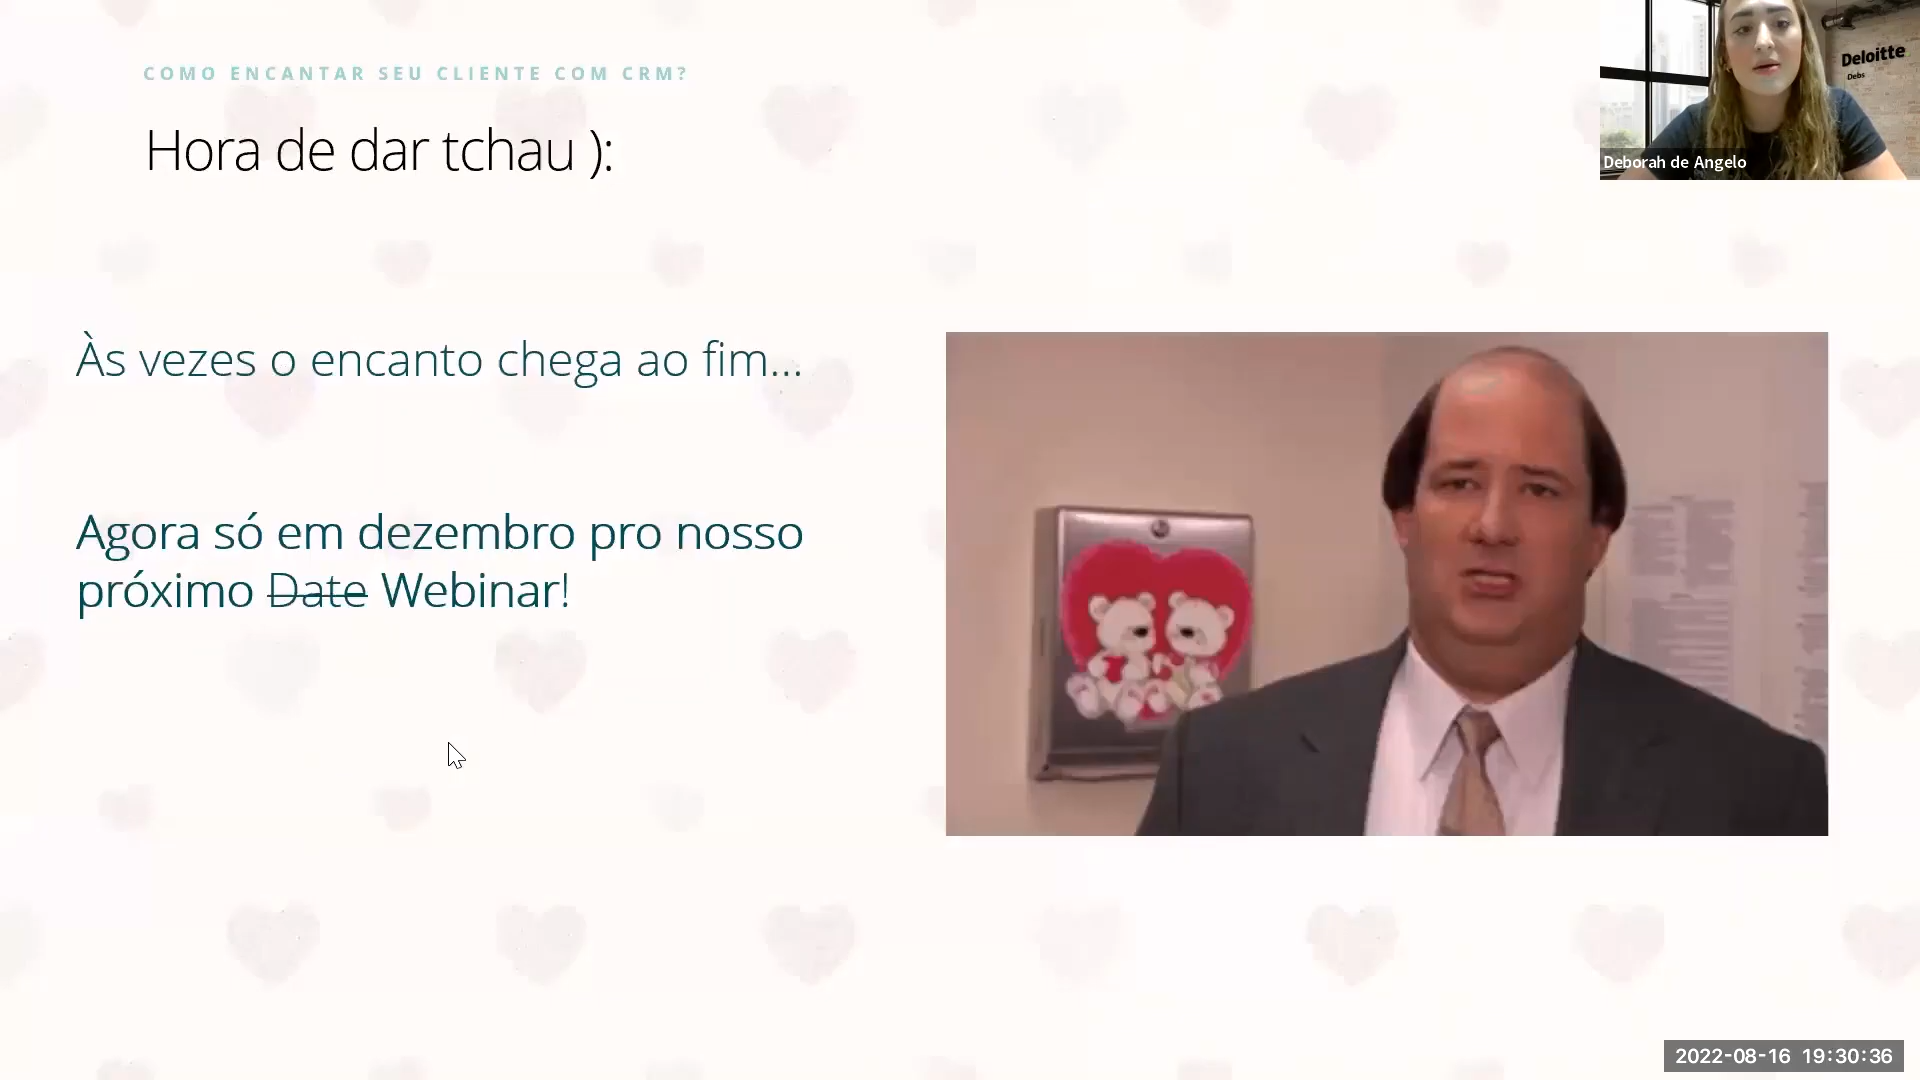 COMO ENCANTAR SEU CLIENTE COM CRM?
Hora de dar tchau ):
Às vezes o encanto chega ao fim...
Agora só em dezembro pro nosso
próximo Date Webinar!
Deloitte
Debs
Deborah de Angelo
2022-08-16 19:30:36